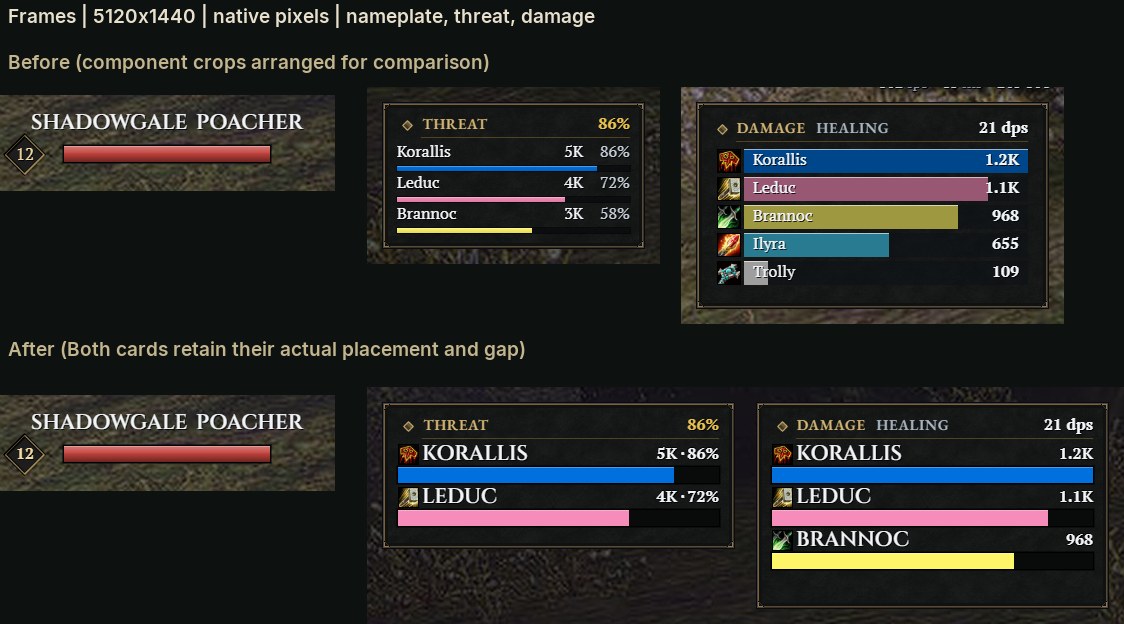 Frames | 5120x1440 | native pixels | nameplate, threat, damage
Before (component crops arranged for comparison)
SHADOWGALE POACHER
12
THREAT 86%
Korallis 5K 86%
Leduc 4K 72%
Brannoc 3K 58%
DAMAGE HEALING 21 dps
Korallis 1.2K
Leduc 1.1K
Brannoc 968
Ilyra 655
Trolly 109
After (Both cards retain their actual placement and gap)
SHADOWGALE POACHER
12
THREAT 86%
KORALLIS 5K·86%
LEDUC 4K·72%
DAMAGE HEALING 21 dps
KORALLIS 1.2K
LEDUC 1.1K
BRANNOC 968